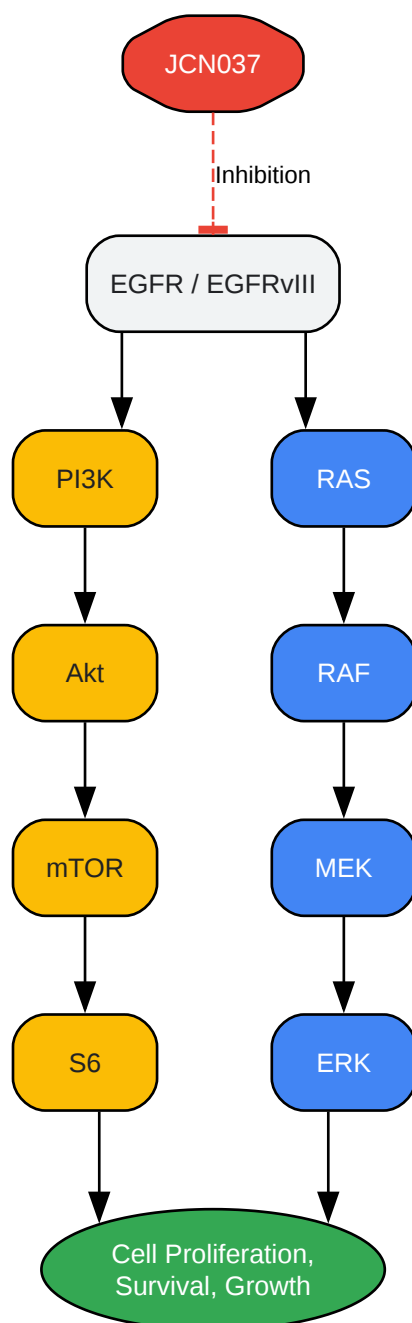 JCN037
Inhibition
EGFR / EGFRvIII
PI3K
RAS
Akt
RAF
mTOR
MEK
S6
ERK
Cell Proliferation,
Survival, Growth